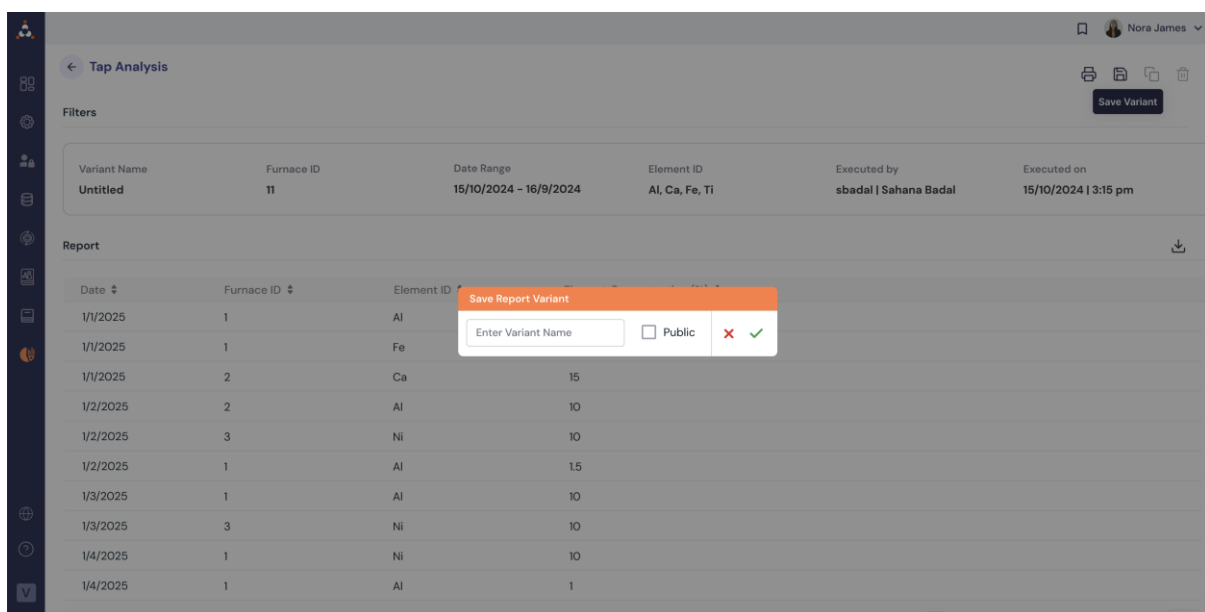 Nora James
Tap Analysis
Save Variant
Filters
Variant Name Furnace ID Date Range Element ID Executed by Executed on
Untitled 11 15/10/2024 - 16/9/2024 Al, Ca, Fe, Ti sbadal | Sahana Badal 15/10/2024 | 3:15 pm
Report
Date Furnace ID Element ID
Save Report Variant
Enter Variant Name Public
1/1/2025 1 Al
1/1/2025 1 Fe
1/1/2025 2 Ca 15
1/2/2025 2 Al 10
1/2/2025 3 Ni 10
1/2/2025 1 Al 1.5
1/3/2025 1 Al 10
1/3/2025 3 Ni 10
1/4/2025 1 Ni 10
1/4/2025 1 Al 1
V